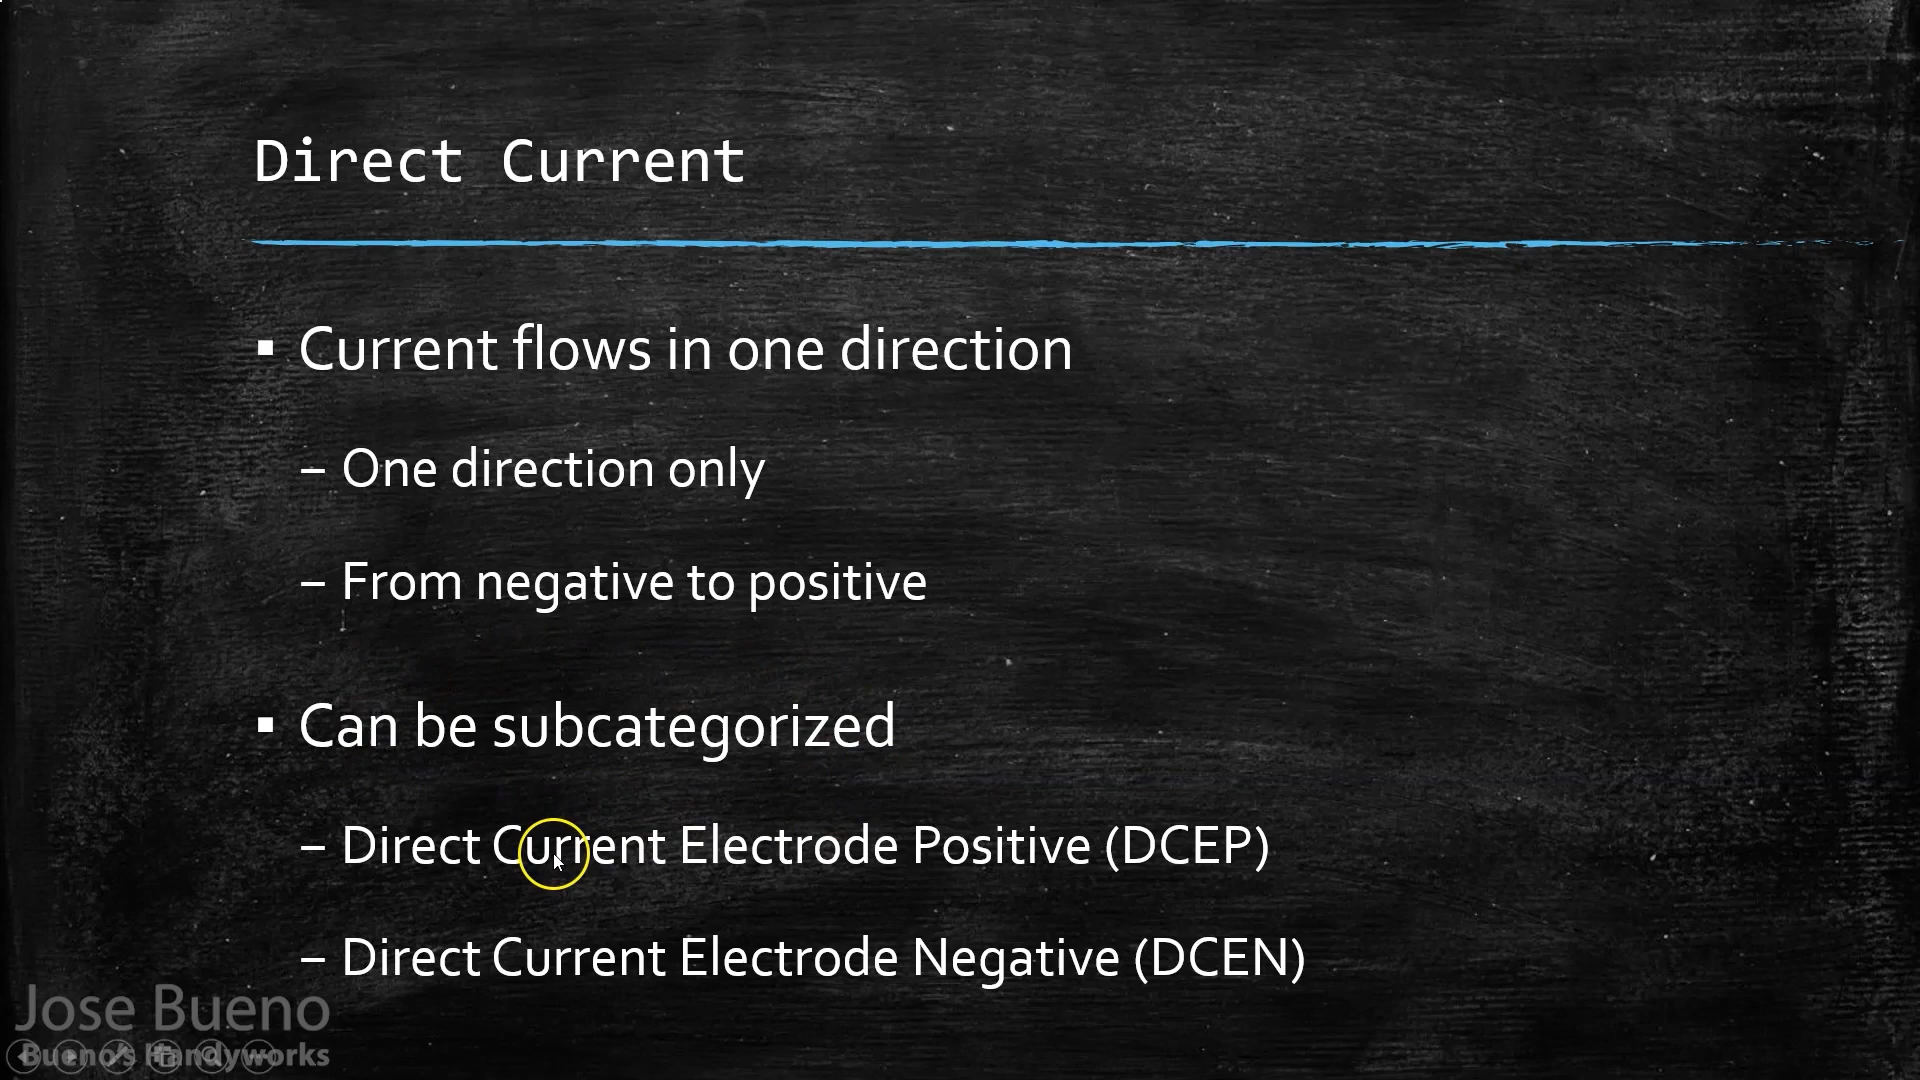 Direct Current
▪ Current flows in one direction
– One direction only
– From negative to positive
▪ Can be subcategorized
– Direct Current Electrode Positive (DCEP)
– Direct Current Electrode Negative (DCEN)
Jose Bueno
Bueno's Handyworks